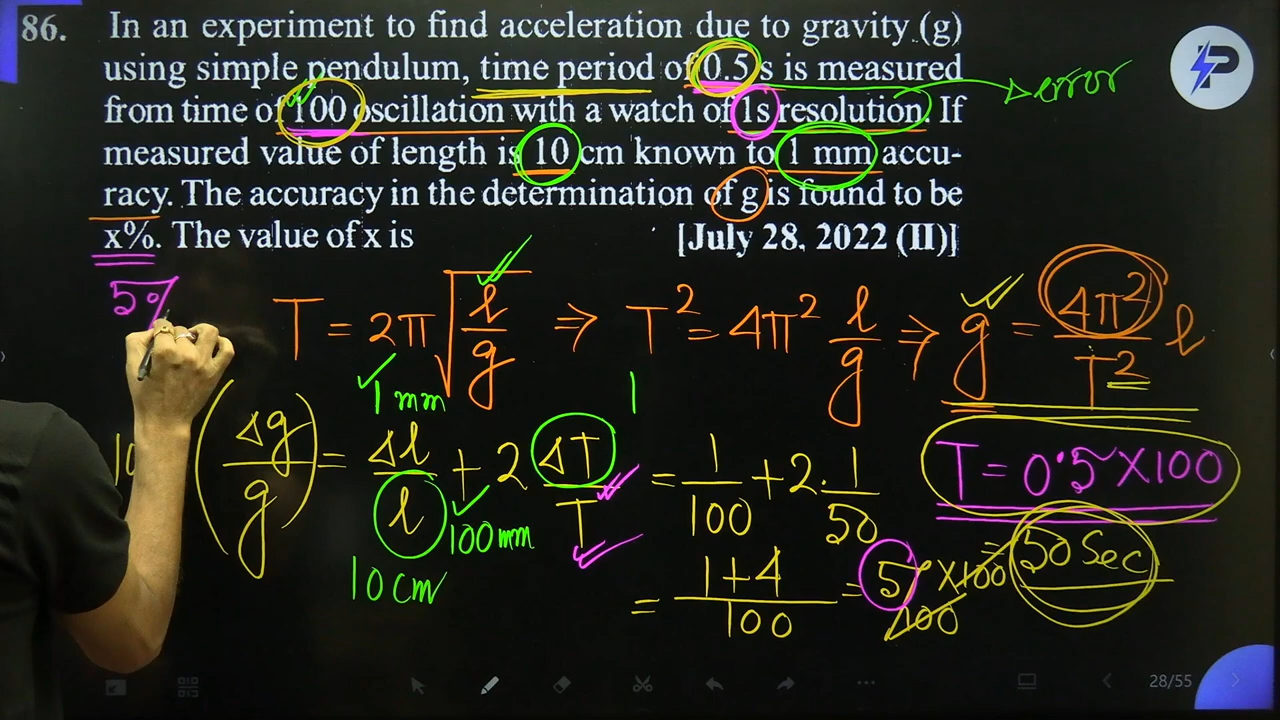 86. In an experiment to find acceleration due to gravity (g)
using simple pendulum, time period of 0.5 s is measured
from time of 100 oscillation with a watch of 1s resolution. If
measured value of length is 10 cm known to 1 mm accu-
racy. The accuracy in the determination of g is found to be
x%. The value of x is [July 28, 2022 (II)]
→ error
5%
T = 2π √(l/g) ⇒ T² = 4π² l/g ⇒ g = 4π²/T² l
1 mm
10 (Δg/g) = Δl/l + 2 ΔT/T = 1/100 + 2·1/50
1
100 mm
10 cm
T = 0.5 × 100
= 50 Sec
= (1+4)/100 = 5/100 × 100
28/55
P